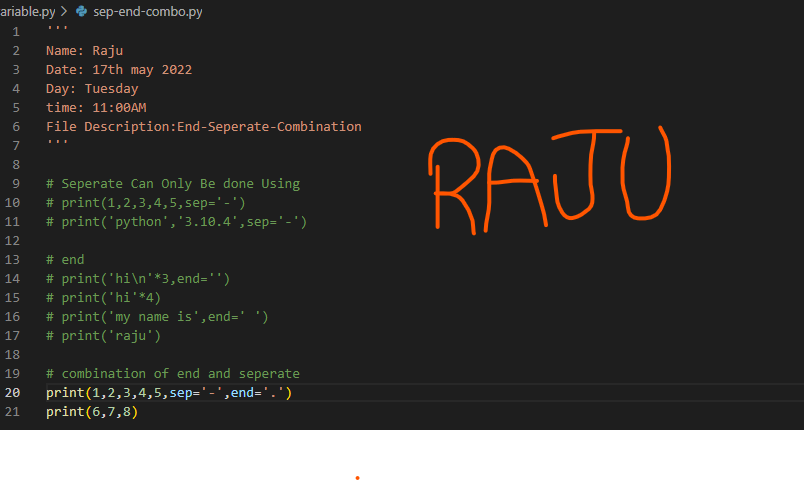 ariable.py > sep-end-combo.py
1 '''
2 Name: Raju
3 Date: 17th may 2022
4 Day: Tuesday
5 time: 11:00AM
6 File Description:End-Seperate-Combination
7 '''
8
9 # Seperate Can Only Be done Using
10 # print(1,2,3,4,5,sep='-')
11 # print('python','3.10.4',sep='-')
12
13 # end
14 # print('hi\n'*3,end='')
15 # print('hi'*4)
16 # print('my name is',end=' ')
17 # print('raju')
18
19 # combination of end and seperate
20 print(1,2,3,4,5,sep='-',end='.')
21 print(6,7,8)
RAJU